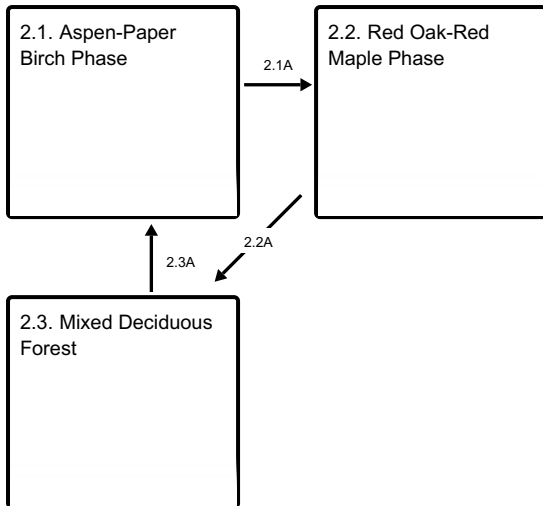 2.1. Aspen-Paper
Birch Phase
2.1A
2.2. Red Oak-Red
Maple Phase
2.2A
2.3A
2.3. Mixed Deciduous
Forest